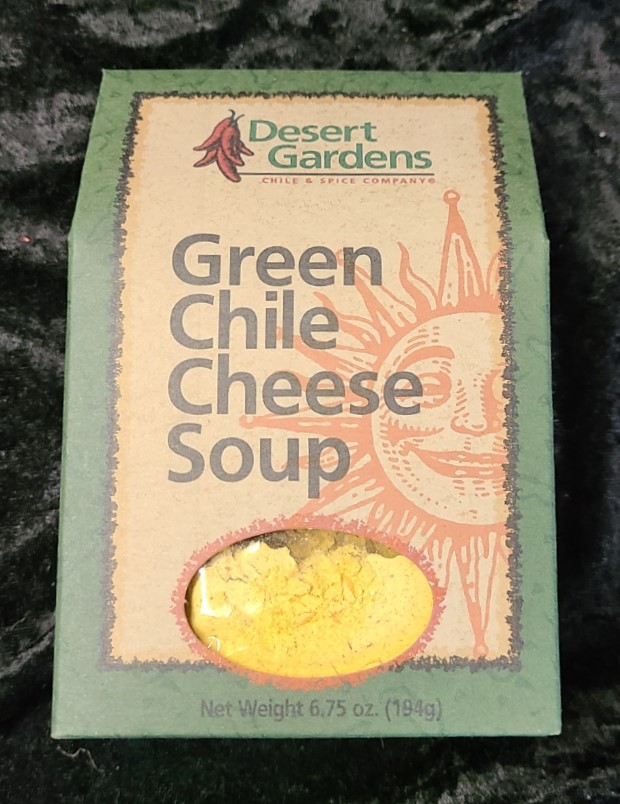 Desert
Gardens
CHILE & SPICE COMPANY®
Green
Chile
Cheese
Soup
Net Weight 6.75 oz. (194g)